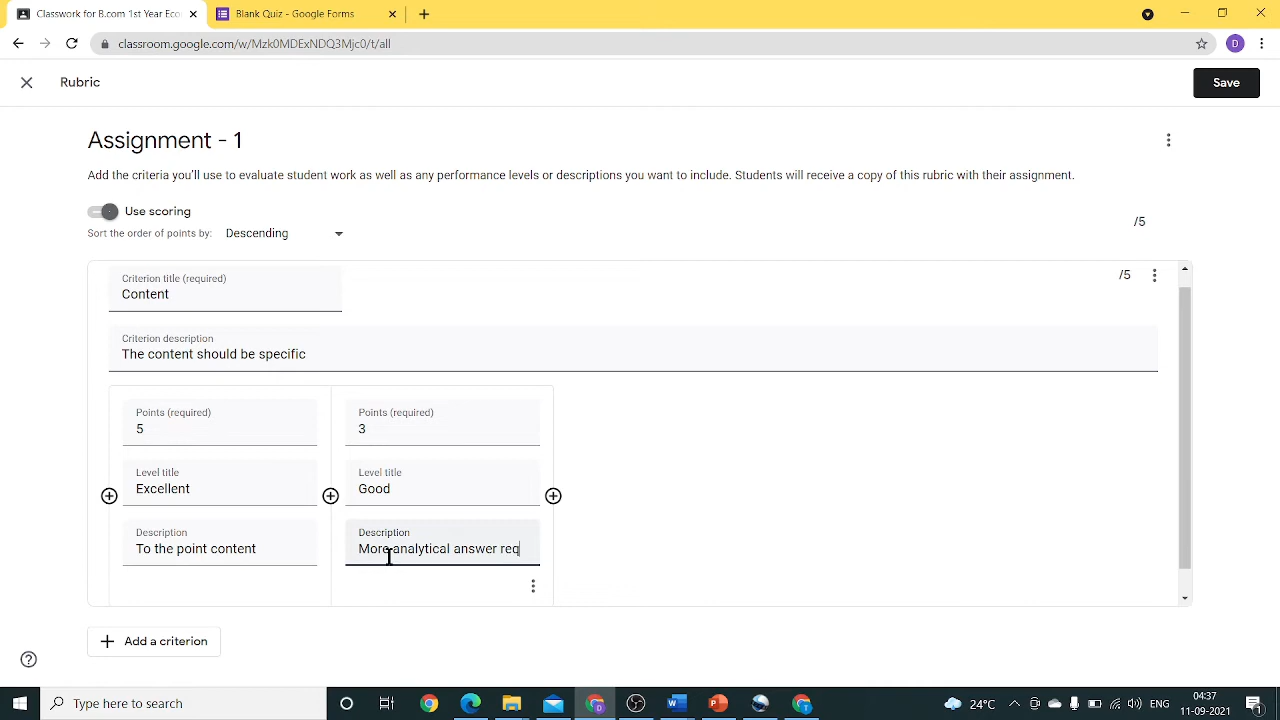 Classwork for B.com 1st Year Eco
Blank Quiz - Google Forms
classroom.google.com/w/Mzk0MDExNDQ3Mjc0/t/all
D
Rubric
Save
Assignment - 1
Add the criteria you'll use to evaluate student work as well as any performance levels or descriptions you want to include. Students will receive a copy of this rubric with their assignment.
Use scoring
/5
Sort the order of points by: Descending
Criterion title (required)
/5
Content
Criterion description
The content should be specific
Points (required)
5
Points (required)
3
Level title
Excellent
Level title
Good
Description
To the point content
Description
More analytical answer req
+ Add a criterion
Type here to search
24°C
ENG
04:37
11-09-2021